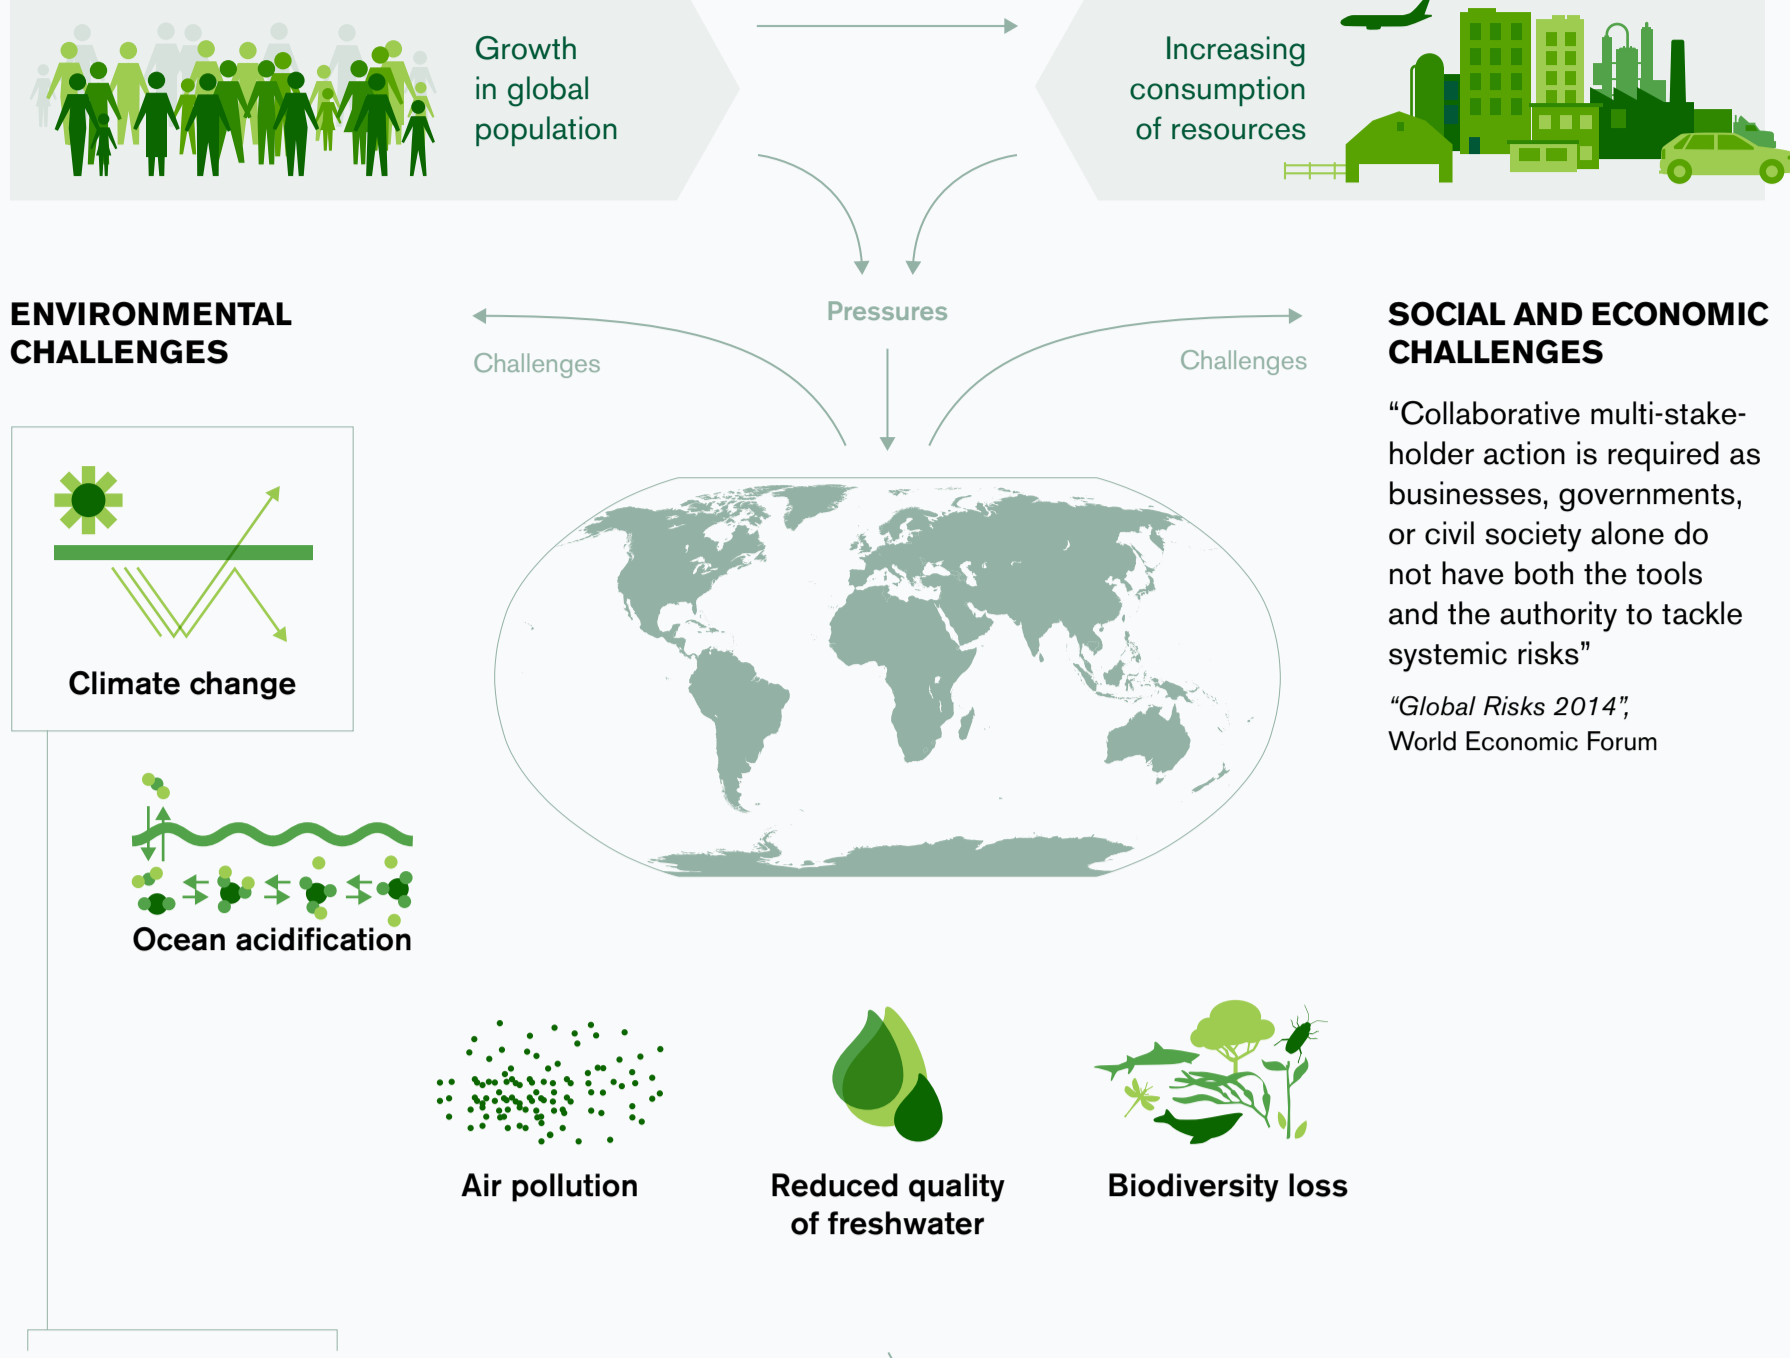 Growth
in global
population
Increasing
consumption
of resources
Pressures
ENVIRONMENTAL
CHALLENGES
Challenges
Challenges
SOCIAL AND ECONOMIC
CHALLENGES
“Collaborative multi-stake-
holder action is required as
businesses, governments,
or civil society alone do
not have both the tools
and the authority to tackle
systemic risks”
“Global Risks 2014”,
World Economic Forum
Climate change
Ocean acidification
Air pollution
Reduced quality
of freshwater
Biodiversity loss